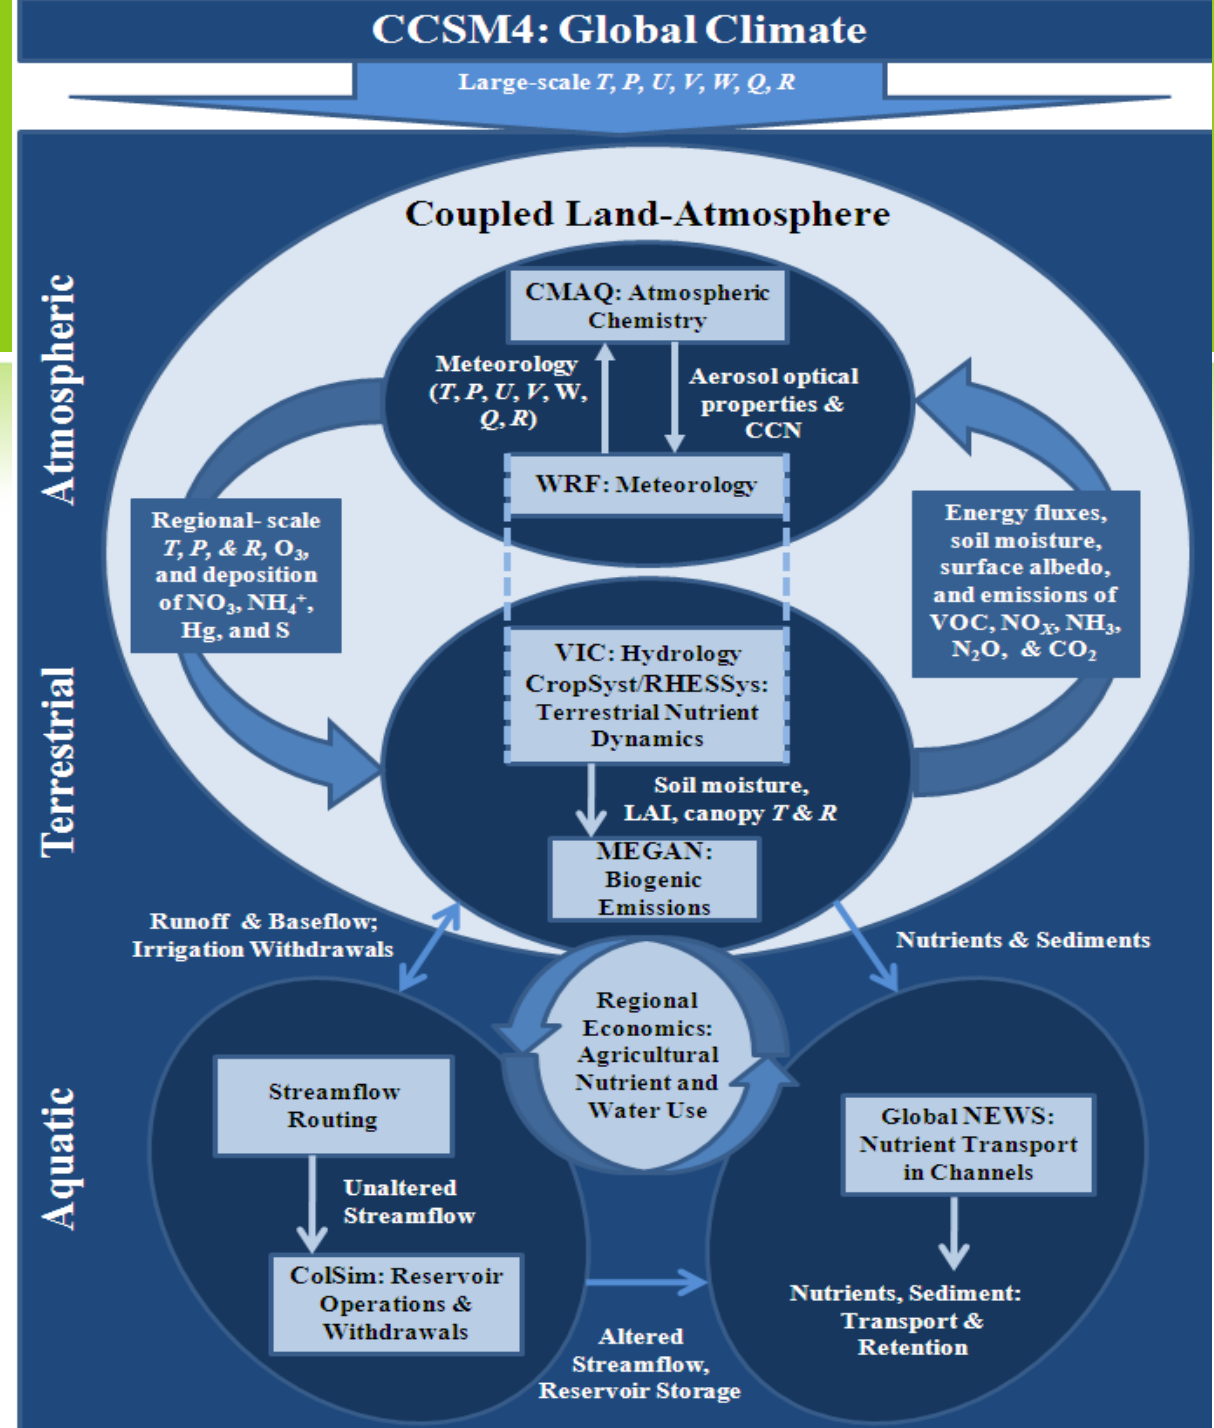 CCSM4: Global Climate
Large-scale T, P, U, V, W, Q, R
Coupled Land-Atmosphere
Atmospheric
CMAQ: Atmospheric
Chemistry
Meteorology
(T, P, U, V, W,
Q, R)
Aerosol optical
properties &
CCN
WRF: Meteorology
Regional- scale
T, P, & R, O₃,
and deposition
of NO₃, NH₄⁺,
Hg, and S
Energy fluxes,
soil moisture,
surface albedo,
and emissions of
VOC, NOₓ, NH₃,
N₂O, & CO₂
Terrestrial
VIC: Hydrology
CropSyst/RHESSys:
Terrestrial Nutrient
Dynamics
Soil moisture,
LAI, canopy T & R
MEGAN:
Biogenic
Emissions
Runoff & Baseflow;
Irrigation Withdrawals
Nutrients & Sediments
Regional
Economics:
Agricultural
Nutrient and
Water Use
Aquatic
Streamflow
Routing
Unaltered
Streamflow
ColSim: Reservoir
Operations &
Withdrawals
Altered
Streamflow,
Reservoir Storage
Global NEWS:
Nutrient Transport
in Channels
Nutrients, Sediment:
Transport &
Retention